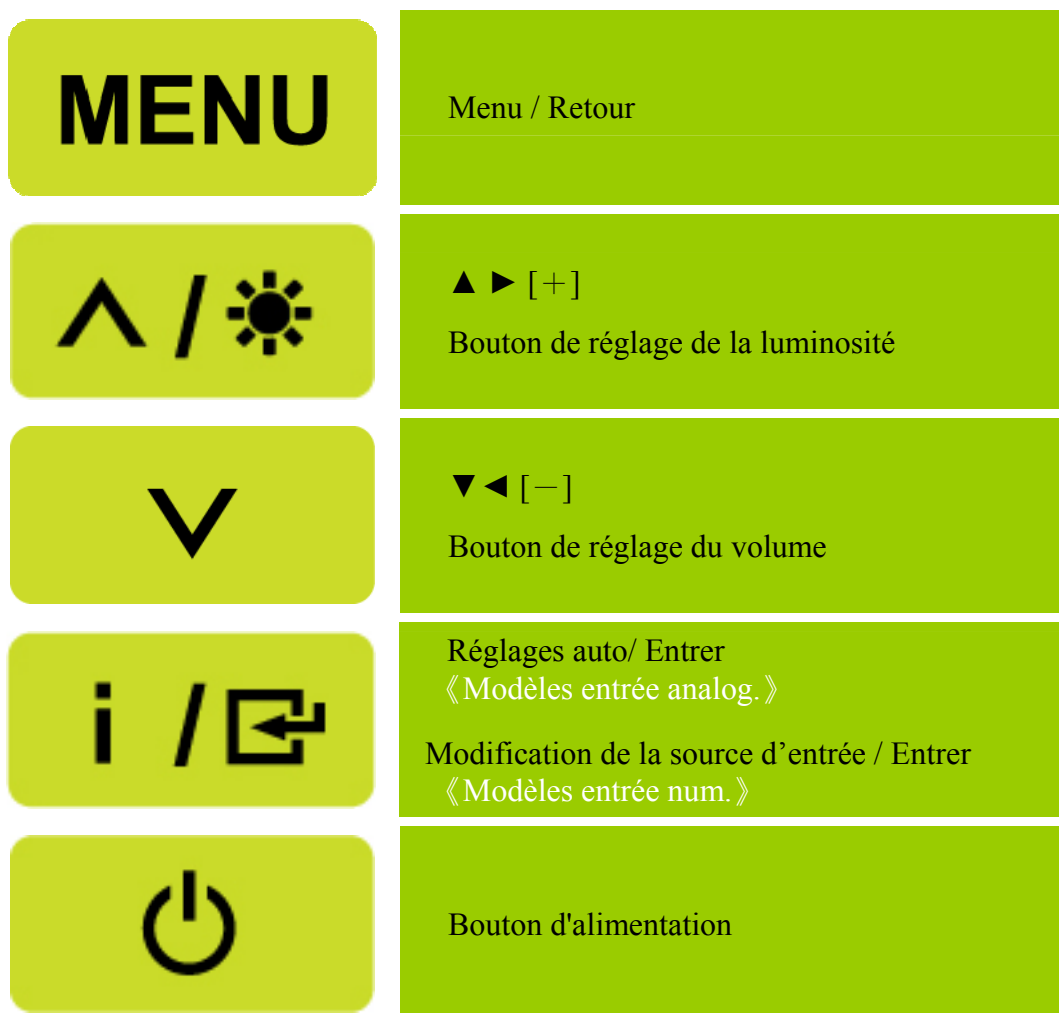 MENU
Menu / Retour
∧ / ☀
▲ ► [+]
Bouton de réglage de la luminosité
∨
▼◄ [−]
Bouton de réglage du volume
i /
Réglages auto/ Entrer
《Modèles entrée analog.》
Modification de la source d’entrée / Entrer
《Modèles entrée num.》
Bouton d'alimentation